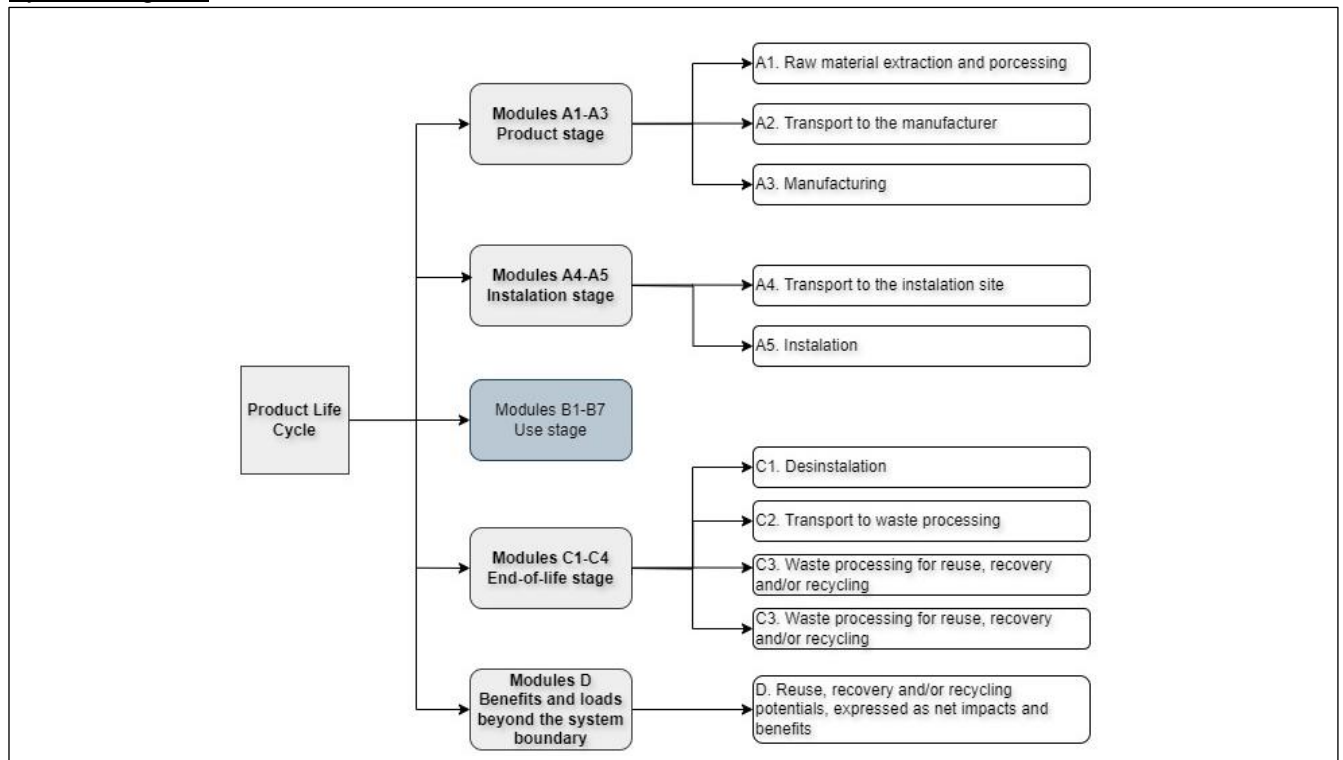 A1. Raw material extraction and porcessing
Modules A1-A3
Product stage
A2. Transport to the manufacturer
A3. Manufacturing
Modules A4-A5
Instalation stage
A4. Transport to the instalation site
A5. Instalation
Product Life
Cycle
Modules B1-B7
Use stage
C1. Desinstalation
C2. Transport to waste processing
Modules C1-C4
End-of-life stage
C3. Waste processing for reuse, recovery
and/or recycling
C3. Waste processing for reuse, recovery
and/or recycling
Modules D
Benefits and loads
beyond the system
boundary
D. Reuse, recovery and/or recycling
potentials, expressed as net impacts and
benefits